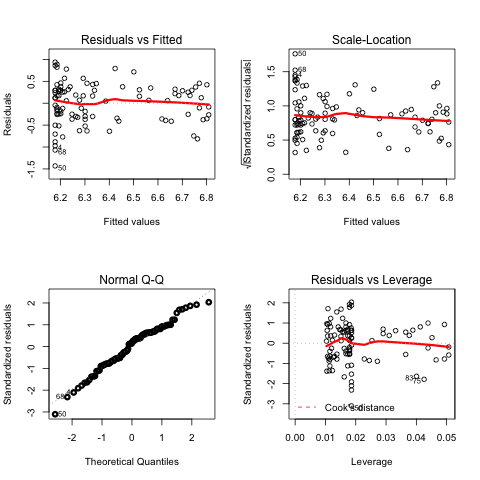 Residuals vs Fitted
Residuals
0.5
-0.5
-1.5
68
50
6.2 6.3 6.4 6.5 6.6 6.7 6.8
Fitted values
Scale-Location
√|Standardized residuals|
1.5
1.0
0.5
0.0
50
68
6.2 6.3 6.4 6.5 6.6 6.7 6.8
Fitted values
Normal Q-Q
Standardized residuals
2
1
0
-1
-2
-3
68
50
-2 -1 0 1 2
Theoretical Quantiles
Residuals vs Leverage
Standardized residuals
2
1
0
-1
-2
-3
83
75
Cook's distance
0.00 0.01 0.02 0.03 0.04 0.05
Leverage